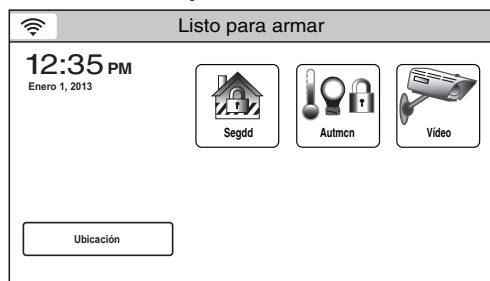 Listo para armar
12:35 PM
Enero 1, 2013
Segdd
Autmcn
Vídeo
Ubicación